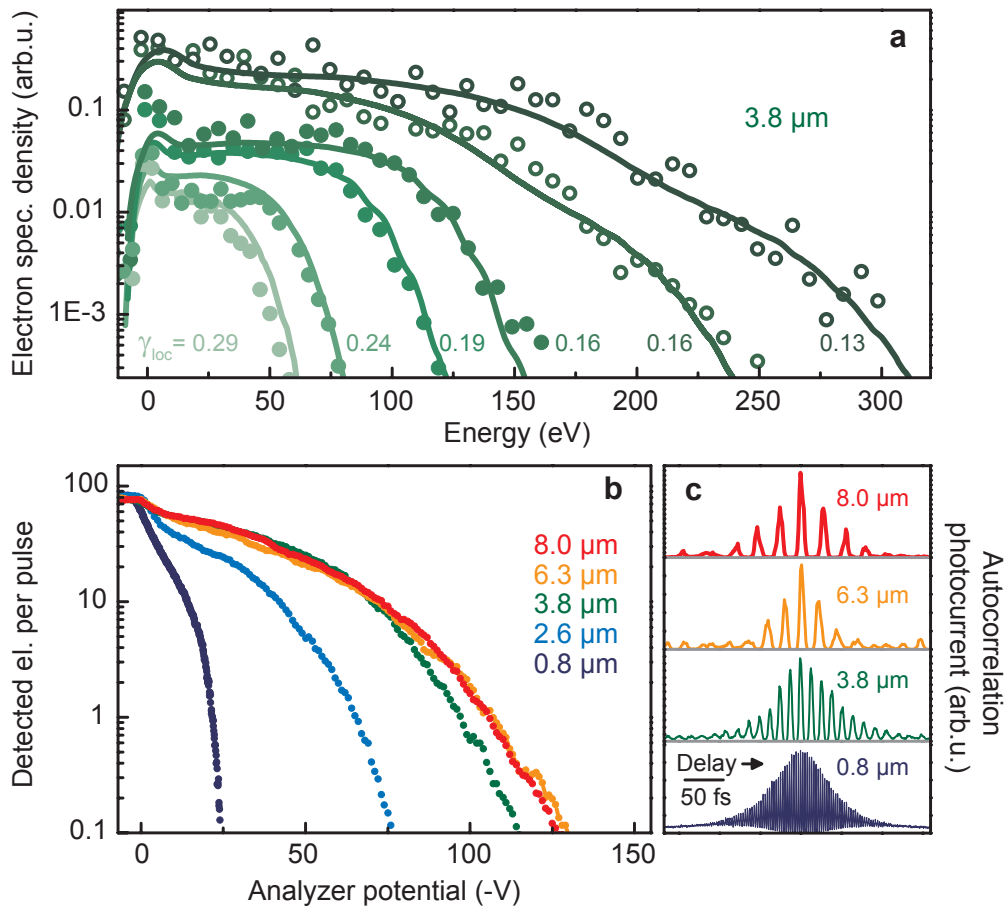 a
3.8 µm
Electron spec. density (arb.u.)
0.1
0.01
1E-3
γloc= 0.29
0.24
0.19
0.16
0.16
0.13
0 50 100 150 200 250 300
Energy (eV)
b
Detected el. per pulse
100
10
1
0.1
8.0 µm
6.3 µm
3.8 µm
2.6 µm
0.8 µm
0 50 100 150
Analyzer potential (-V)
c
8.0 µm
6.3 µm
3.8 µm
Delay
0.8 µm
50 fs
Autocorrelation
photocurrent (arb.u.)